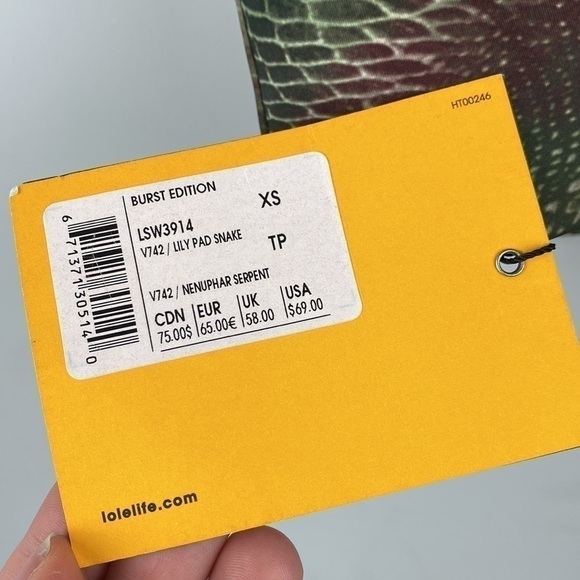 HT00246
BURST EDITION
LSW3914 XS
V742 / LILY PAD SNAKE TP
V742 / NENUPHAR SERPENT
CDN EUR UK USA
75.00$ 65.00€ 58.00 $69.00
6 71371 30514 0
lolelife.com